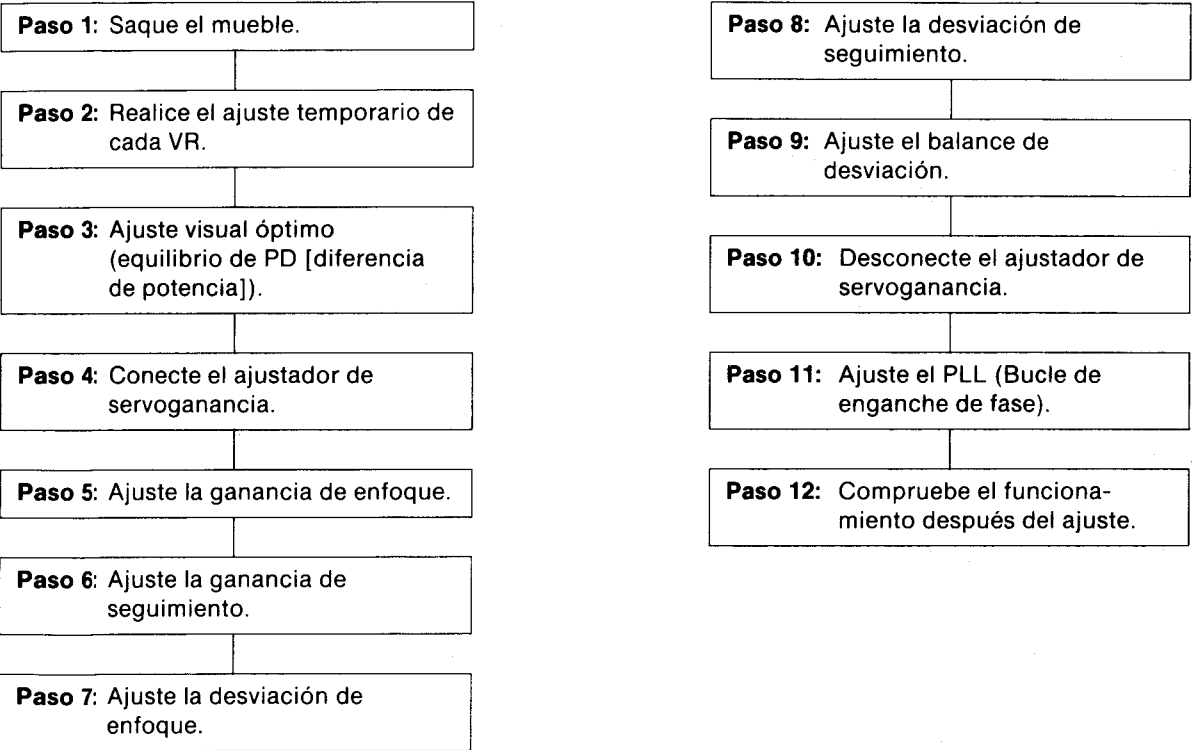 Paso 1: Saque el mueble.
Paso 2: Realice el ajuste temporario de
cada VR.
Paso 3: Ajuste visual óptimo
(equilibrio de PD [diferencia
de potencia]).
Paso 4: Conecte el ajustador de
servoganancia.
Paso 5: Ajuste la ganancia de enfoque.
Paso 6: Ajuste la ganancia de
seguimiento.
Paso 7: Ajuste la desviación de
enfoque.
Paso 8: Ajuste la desviación de
seguimiento.
Paso 9: Ajuste el balance de
desviación.
Paso 10: Desconecte el ajustador de
servoganancia.
Paso 11: Ajuste el PLL (Bucle de
enganche de fase).
Paso 12: Compruebe el funciona-
miento después del ajuste.